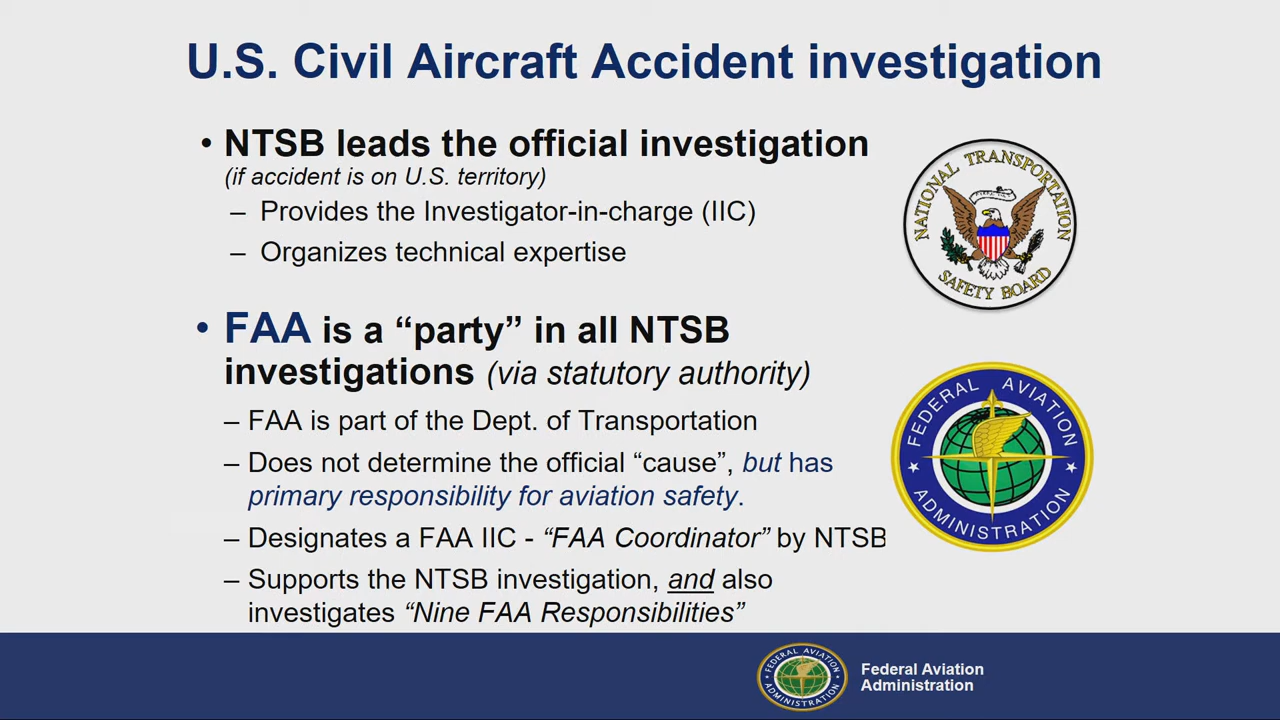 U.S. Civil Aircraft Accident investigation
• NTSB leads the official investigation
(if accident is on U.S. territory)
– Provides the Investigator-in-charge (IIC)
– Organizes technical expertise
NATIONAL TRANSPORTATION
SAFETY BOARD
• FAA is a “party” in all NTSB
investigations (via statutory authority)
– FAA is part of the Dept. of Transportation
– Does not determine the official “cause”, but has
primary responsibility for aviation safety.
– Designates a FAA IIC - “FAA Coordinator” by NTSB
– Supports the NTSB investigation, and also
investigates “Nine FAA Responsibilities”
FEDERAL AVIATION
ADMINISTRATION
FEDERAL AVIATION
ADMINISTRATION
Federal Aviation
Administration